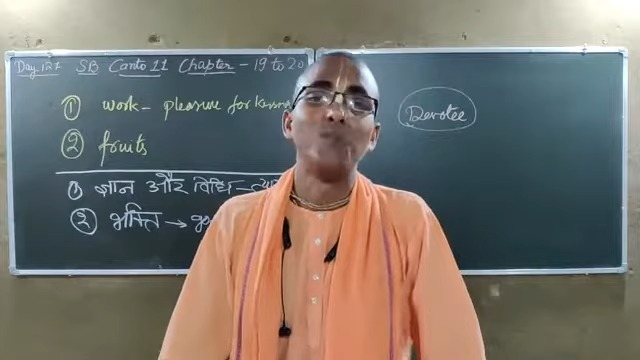 Day. 127 SB Canto 11 Chapter - 19 to 20
① work - pleasure for
② fruits
Devotee
① ज्ञान और विधि -
② भक्ति →